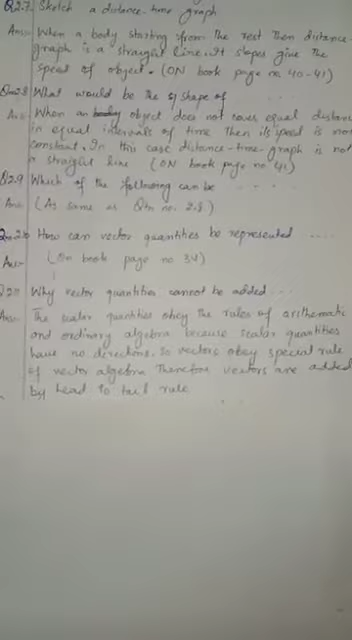 Q2.7 Sketch a distance-time graph
Ans:- When a body starting from the rest then distance-
graph is a straight line. It slopes give the
speed of object. (ON book page no 40-41)
Qno2.8 What would be the shape of ....
Ans When an object does not cover equal distanc
in equal intervals of time then its speed is not
constant. In this case distance-time-graph is not
a straight line (ON book page no 41)
Q2.9 Which of the following can be ....
Ans (As same as Qtn no. 2.8.)
Qno2.10 How can vector quantities be represented ....
Ans- (On book page no 34)
Q2.11 Why vector quantities cannot be added...
Ans- The scalar quantities obey the rules of arithematic
and ordinary algebra because scalar quantities
have no directions. So vectors obey special rule
of vector algebra Therefore vectors are added
by head to tail rule